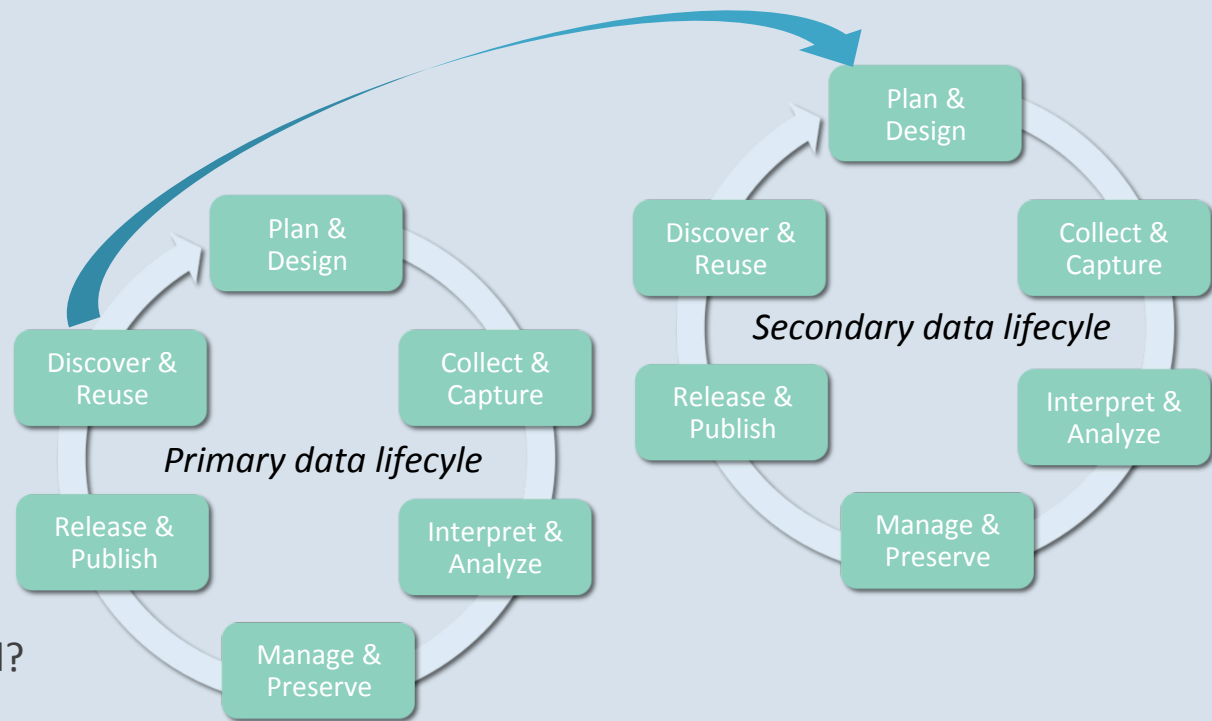 Plan &
Design
Collect &
Capture
Interpret &
Analyze
Manage &
Preserve
Release &
Publish
Discover &
Reuse
Primary data lifecyle
Plan &
Design
Collect &
Capture
Interpret &
Analyze
Manage &
Preserve
Release &
Publish
Discover &
Reuse
Secondary data lifecyle